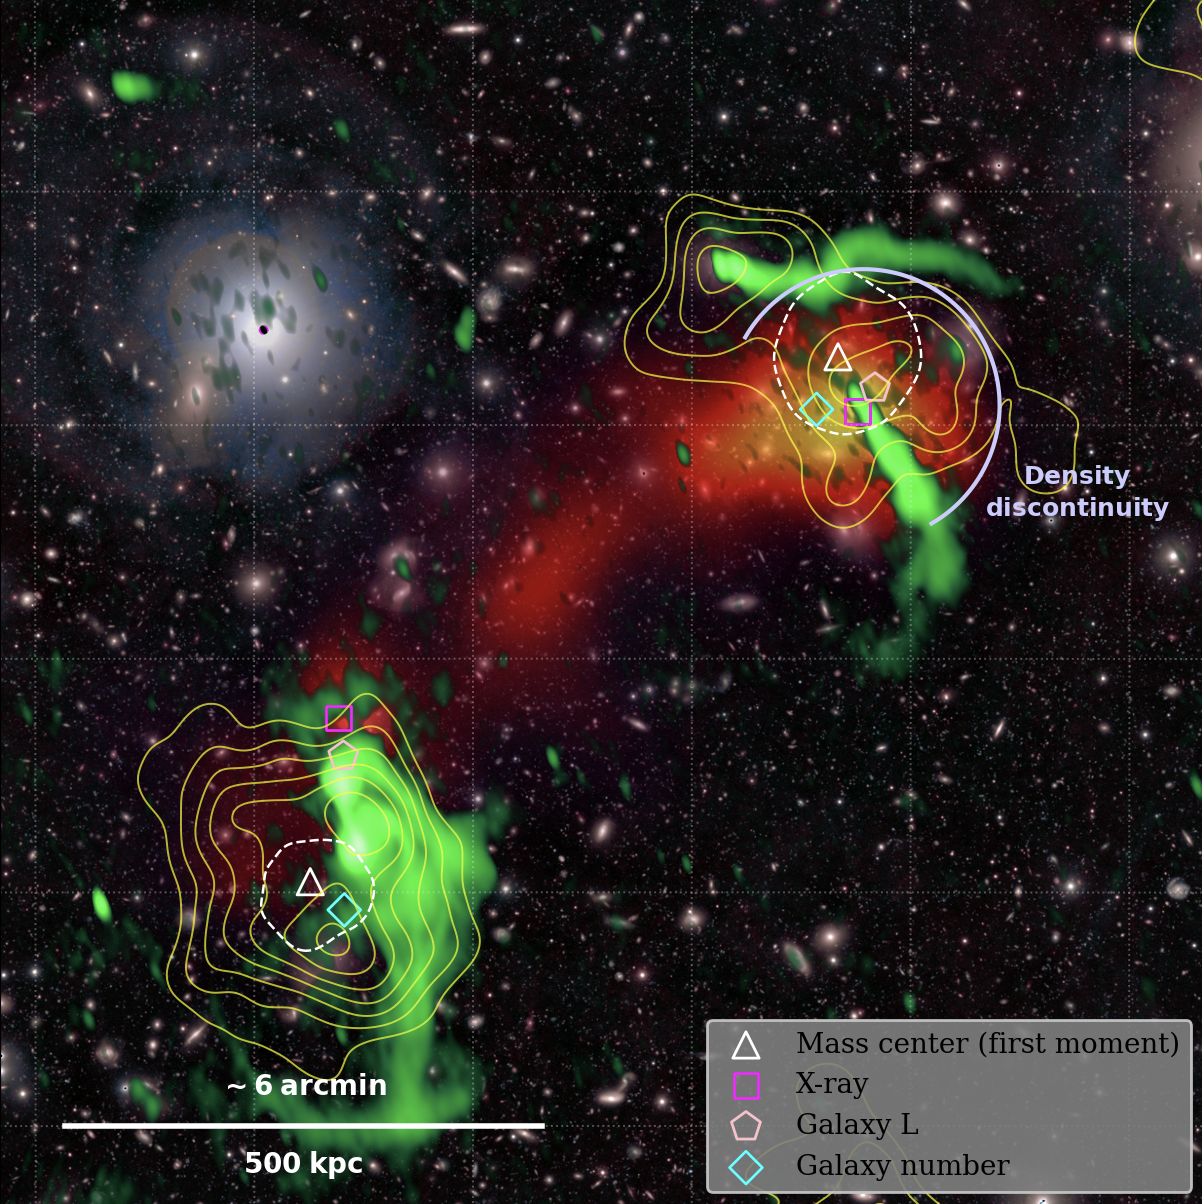 Density
discontinuity
~ 6 arcmin
500 kpc
Mass center (first moment)
X-ray
Galaxy L
Galaxy number